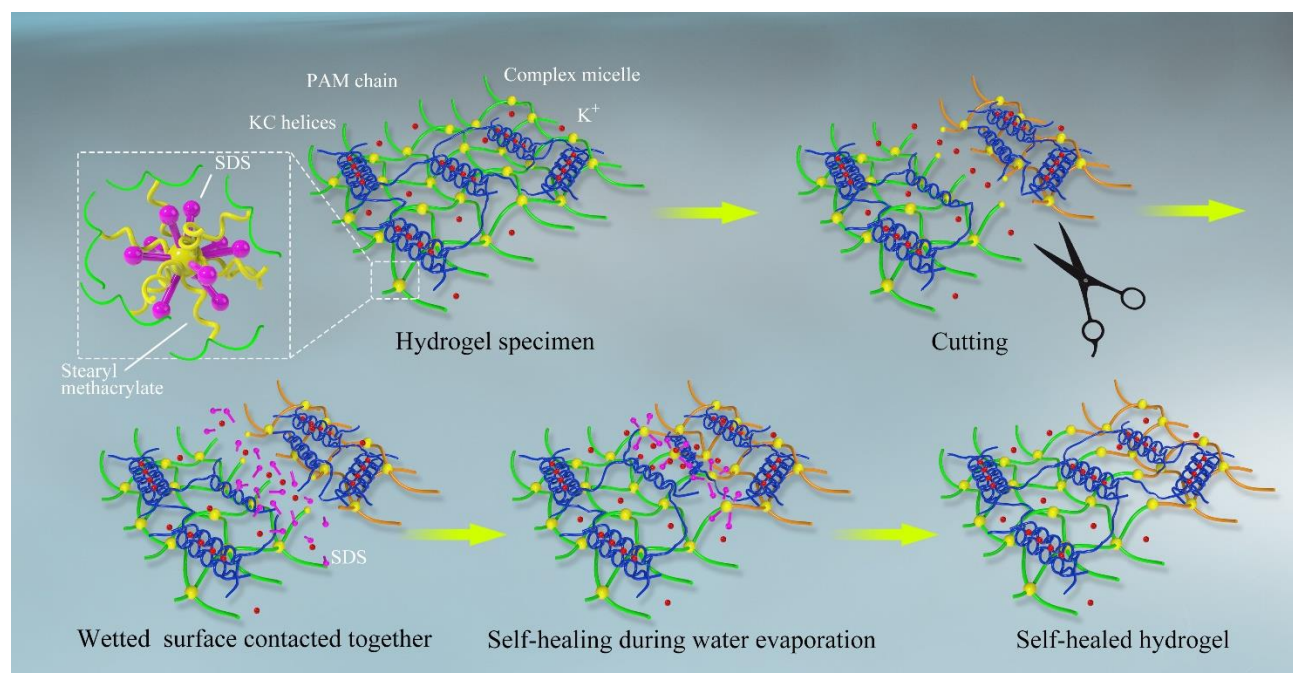 PAM chain
Complex micelle
K+
KC helices
SDS
Stearyl
methacrylate
Hydrogel specimen
Cutting
SDS
Wetted surface contacted together
Self-healing during water evaporation
Self-healed hydrogel